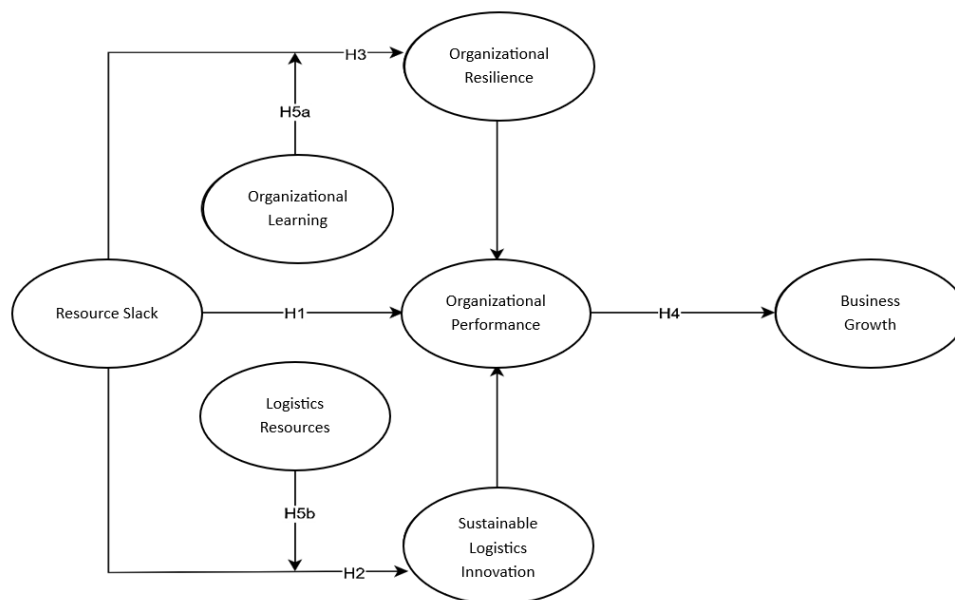 H3
Organizational
Resilience
H5a
Organizational
Learning
Resource Slack
H1
Organizational
Performance
H4
Business
Growth
Logistics
Resources
H5b
Sustainable
Logistics
Innovation
H2